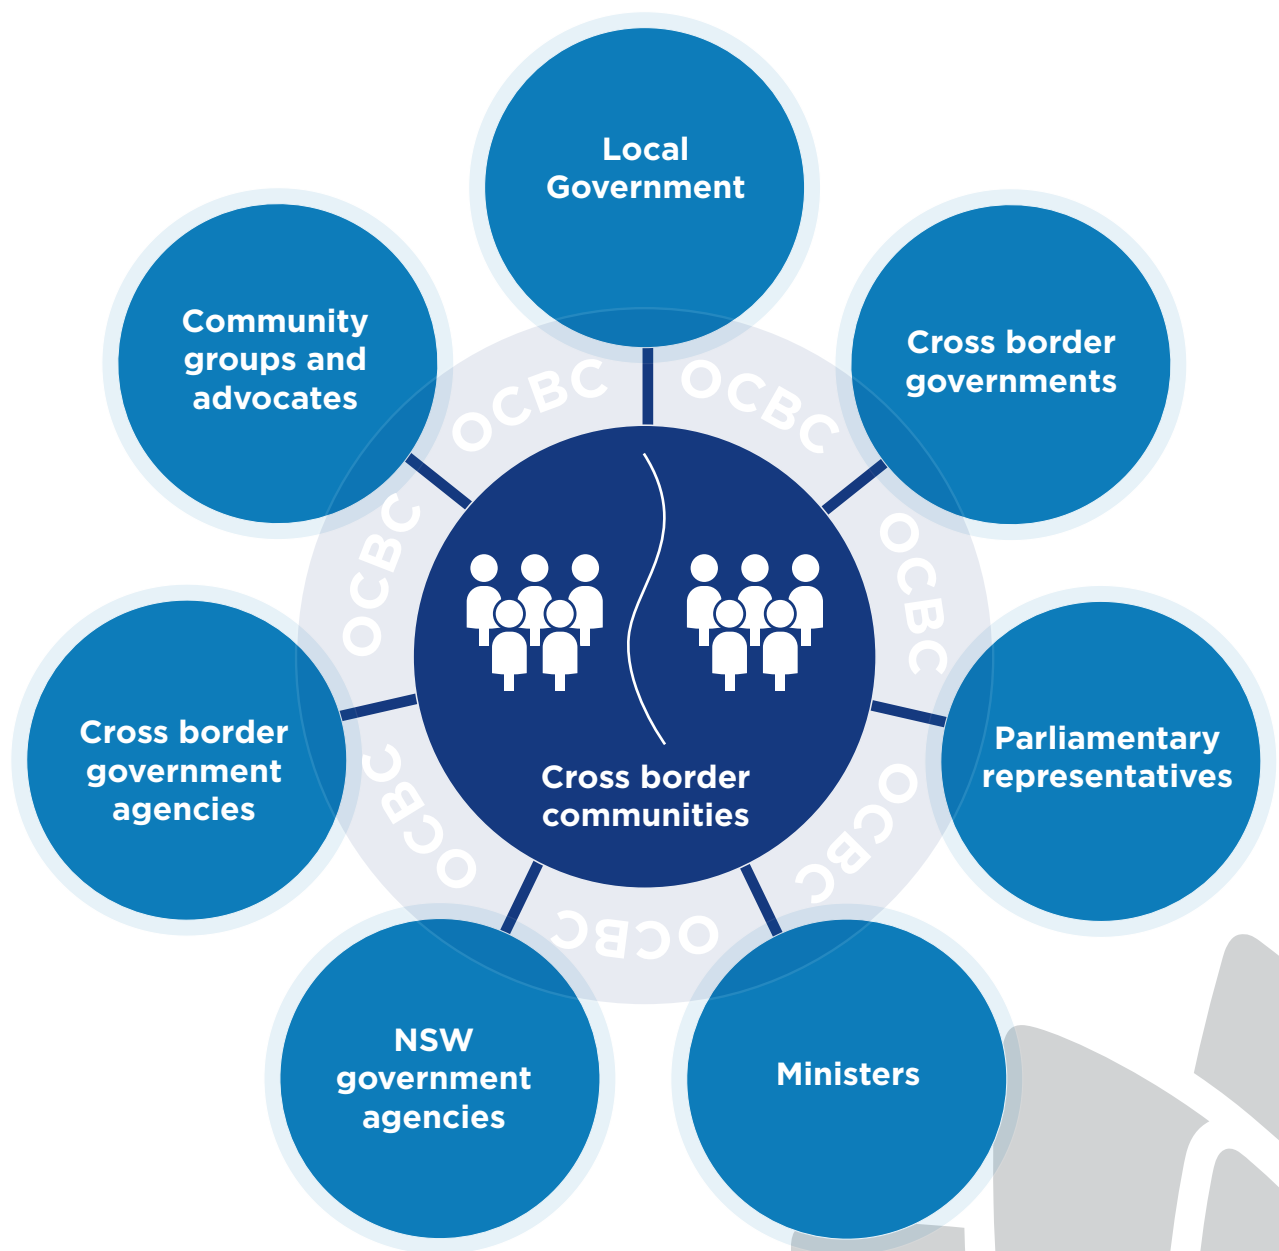 Local
Government
Community
groups and
advocates
Cross border
governments
OCBC
OCBC
OCBC
OCBC
Cross border
government
agencies
Parliamentary
representatives
Cross border
communities
OCBC
OCBC
OCBC
NSW
government
agencies
Ministers